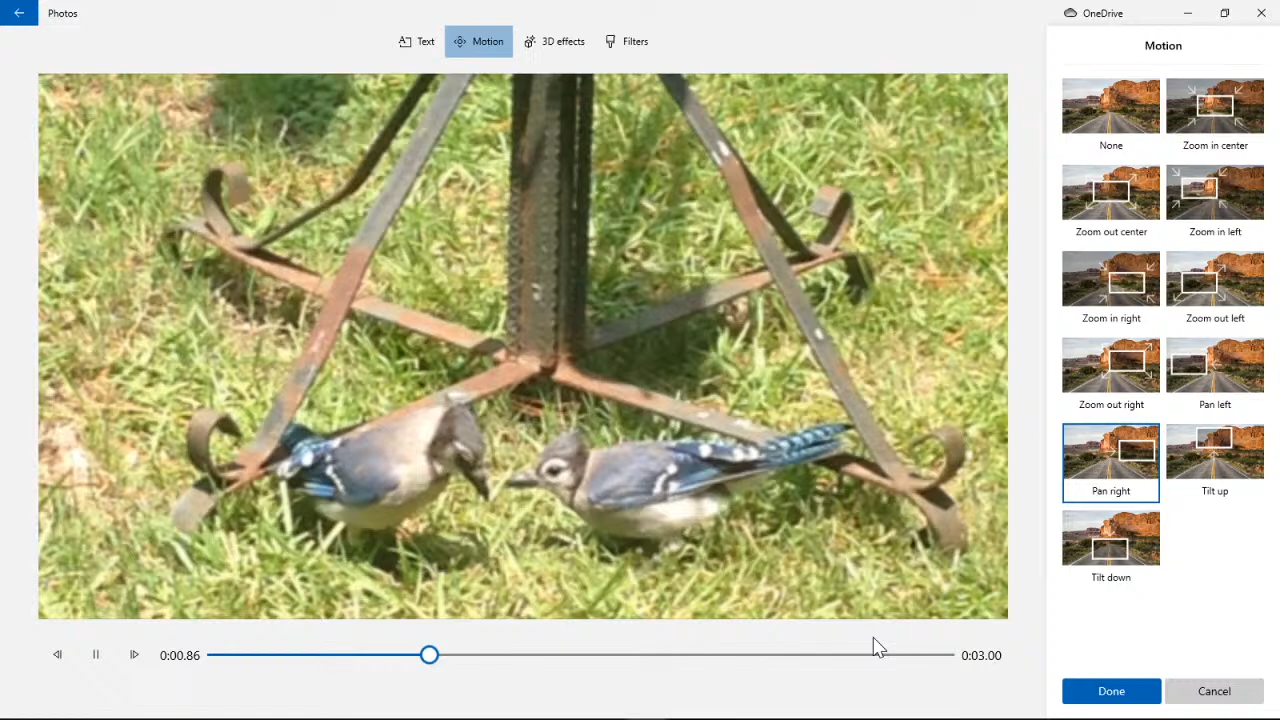 Photos
OneDrive
Text
Motion
3D effects
Filters
Motion
None
Zoom in center
Zoom out center
Zoom in left
Zoom in right
Zoom out left
Zoom out right
Pan left
Pan right
Tilt up
Tilt down
0:00.86
0:03.00
Done
Cancel